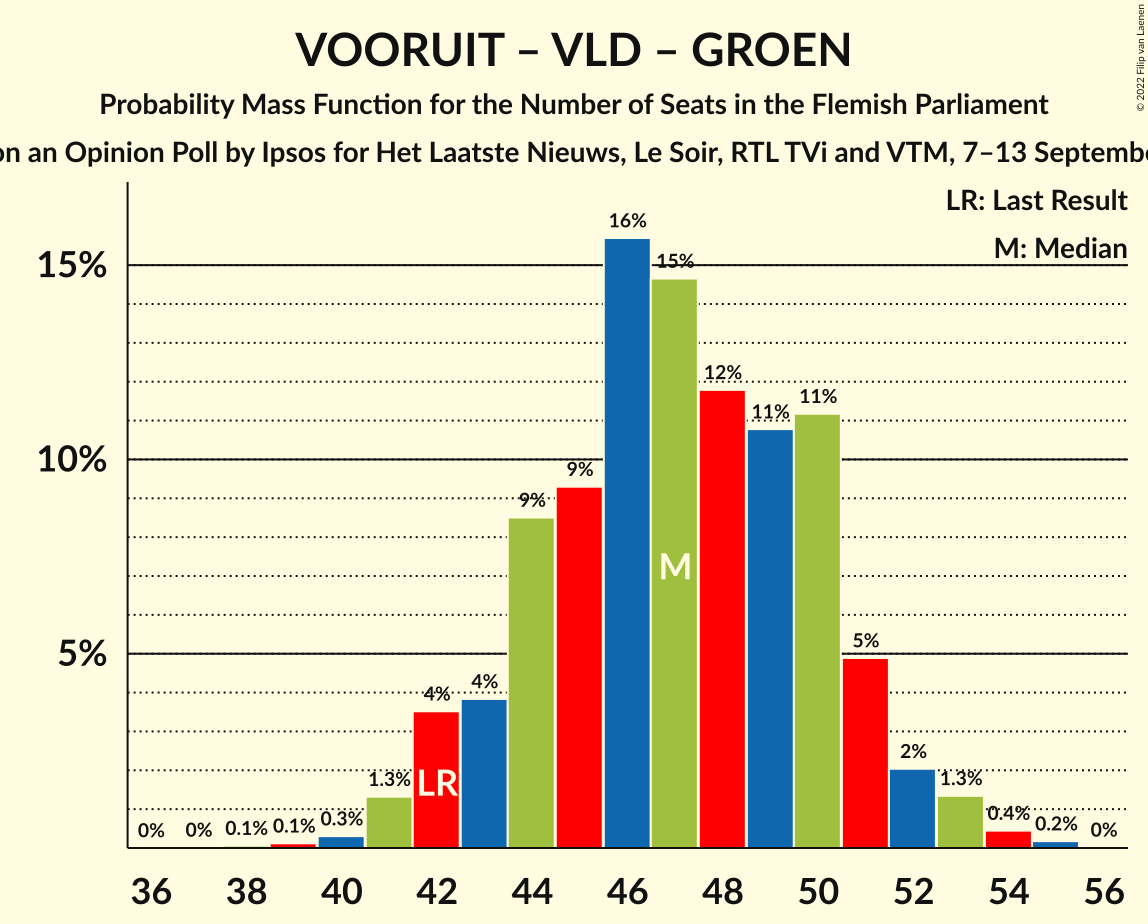 VOORUIT – VLD – GROEN
Probability Mass Function for the Number of Seats in the Flemish Parliament
on an Opinion Poll by Ipsos for Het Laatste Nieuws, Le Soir, RTL TVi and VTM, 7–13 Septembe
© 2022 Filip van Laenen
LR: Last Result
M: Median
15%
10%
5%
0% 0% 0.1% 0.1% 0.3% 1.3% 4% 4% 9% 9% 16% 15% 12% 11% 11% 5% 2% 1.3% 0.4% 0.2% 0%
LR
M
36 38 40 42 44 46 48 50 52 54 56